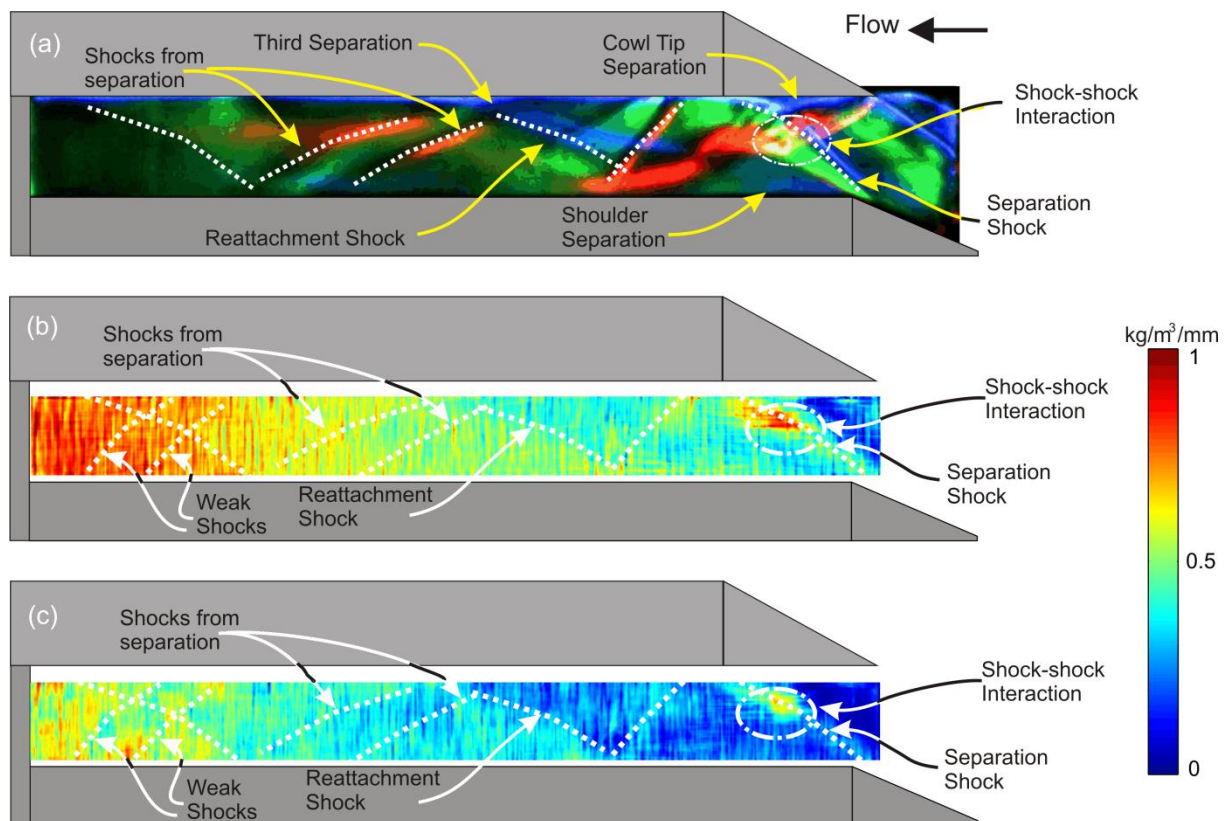 (a)
Shocks from
separation
Third Separation
Cowl Tip
Separation
Flow
Shock-shock
Interaction
Reattachment Shock
Shoulder
Separation
Separation
Shock
(b)
Shocks from
separation
kg/m³/mm
1
Shock-shock
Interaction
Separation
Shock
Weak
Shocks
Reattachment
Shock
0.5
(c)
Shocks from
separation
Shock-shock
Interaction
Separation
Shock
0
Weak
Shocks
Reattachment
Shock